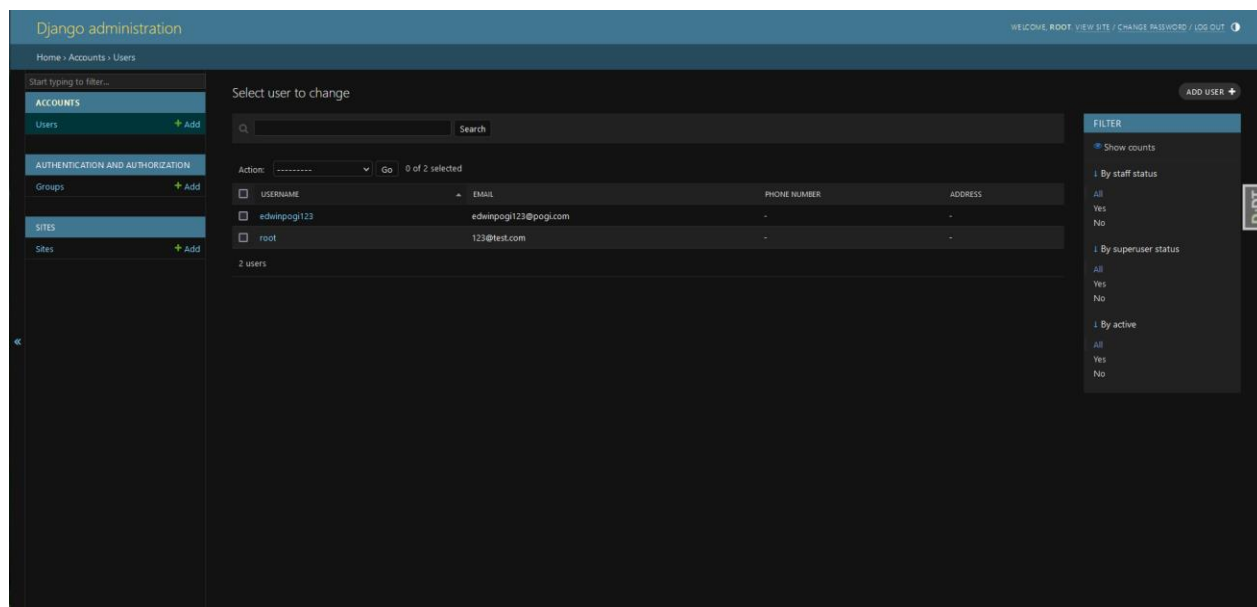 Django administration
WELCOME, ROOT. VIEW SITE / CHANGE PASSWORD / LOG OUT
Home › Accounts › Users
Start typing to filter...
ACCOUNTS
Users + Add
AUTHENTICATION AND AUTHORIZATION
Groups + Add
SITES
Sites + Add
«
Select user to change
ADD USER +
Search
Action: --------- Go 0 of 2 selected
USERNAME EMAIL PHONE NUMBER ADDRESS
edwinpogi123 edwinpogi123@pogi.com - -
root 123@test.com - -
2 users
FILTER
Show counts
↓ By staff status
All
Yes
No
↓ By superuser status
All
Yes
No
↓ By active
All
Yes
No
DjDT